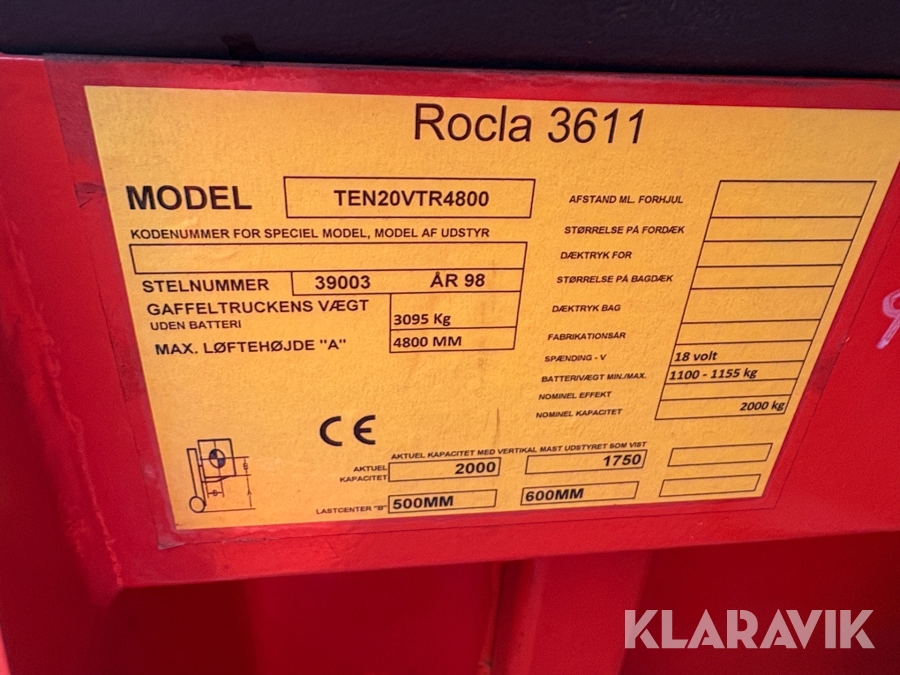 Rocla 3611
MODEL TEN20VTR4800
KODENUMMER FOR SPECIEL MODEL, MODEL AF UDSTYR
STELNUMMER 39003 ÅR 98
GAFFELTRUCKENS VÆGT
UDEN BATTERI 3095 Kg
MAX. LØFTEHØJDE "A" 4800 MM
AFSTAND ML. FORHJUL
STØRRELSE PÅ FORDÆK
DÆKTRYK FOR
STØRRELSE PÅ BAGDÆK
DÆKTRYK BAG
FABRIKATIONSÅR
SPÆNDING - V 18 volt
BATTERIVÆGT MIN./MAX. 1100 - 1155 kg
NOMINEL EFFEKT
NOMINEL KAPACITET 2000 kg
CE
AKTUEL KAPACITET MED VERTIKAL MAST UDSTYRET SOM VIST
AKTUEL
KAPACITET 2000 1750
LASTCENTER "B" 500MM 600MM
KLARAVIK